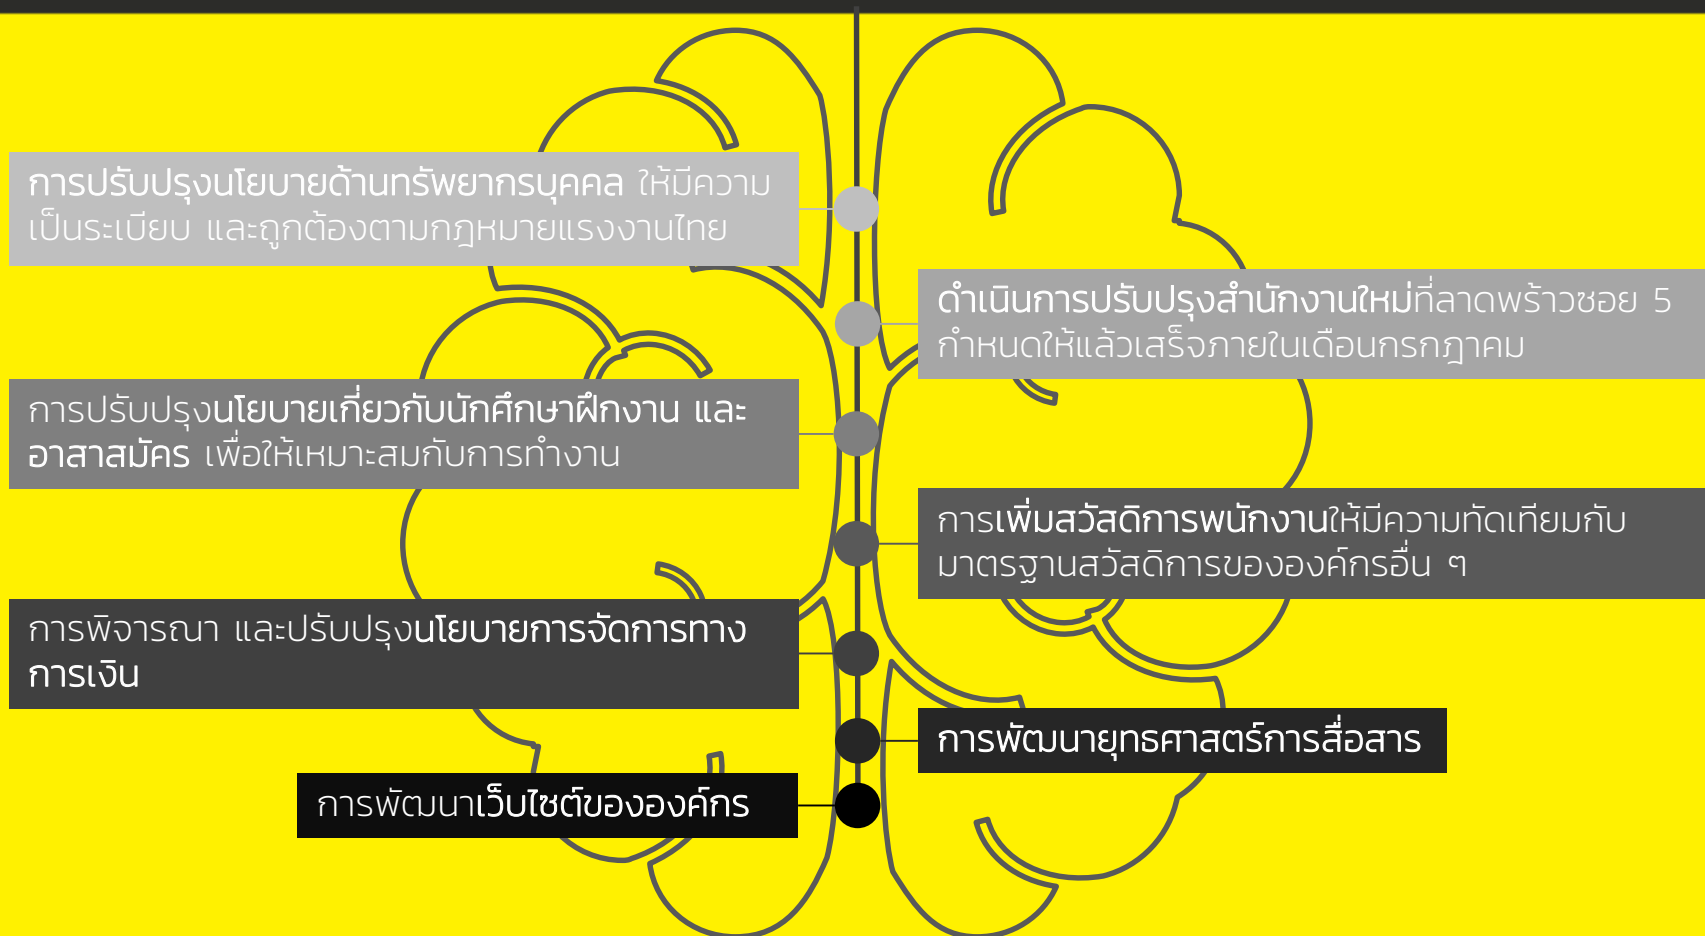 การปรับปรุงนโยบายด้านทรัพยากรบุคคล ให้มีความ
เป็นระเบียบ และถูกต้องตามกฎหมายแรงงานไทย
ดำเนินการปรับปรุงสำนักงานใหม่ที่ลาดพร้าวซอย 5
กำหนดให้แล้วเสร็จภายในเดือนกรกฎาคม
การปรับปรุงนโยบายเกี่ยวกับนักศึกษาฝึกงาน และ
อาสาสมัคร เพื่อให้เหมาะสมกับการทำงาน
การเพิ่มสวัสดิการพนักงานให้มีความทัดเทียมกับ
มาตรฐานสวัสดิการขององค์กรอื่น ๆ
การพิจารณา และปรับปรุงนโยบายการจัดการทาง
การเงิน
การพัฒนายุทธศาสตร์การสื่อสาร
การพัฒนาเว็บไซต์ขององค์กร